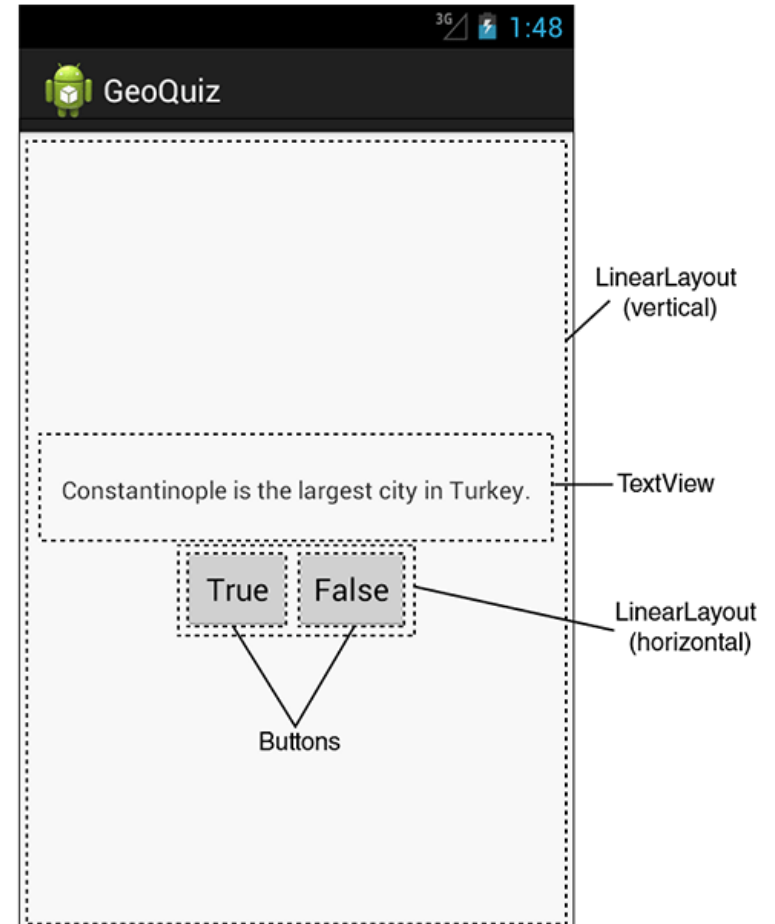 3G 1:48
GeoQuiz
LinearLayout
(vertical)
Constantinople is the largest city in Turkey.
TextView
True False
LinearLayout
(horizontal)
Buttons